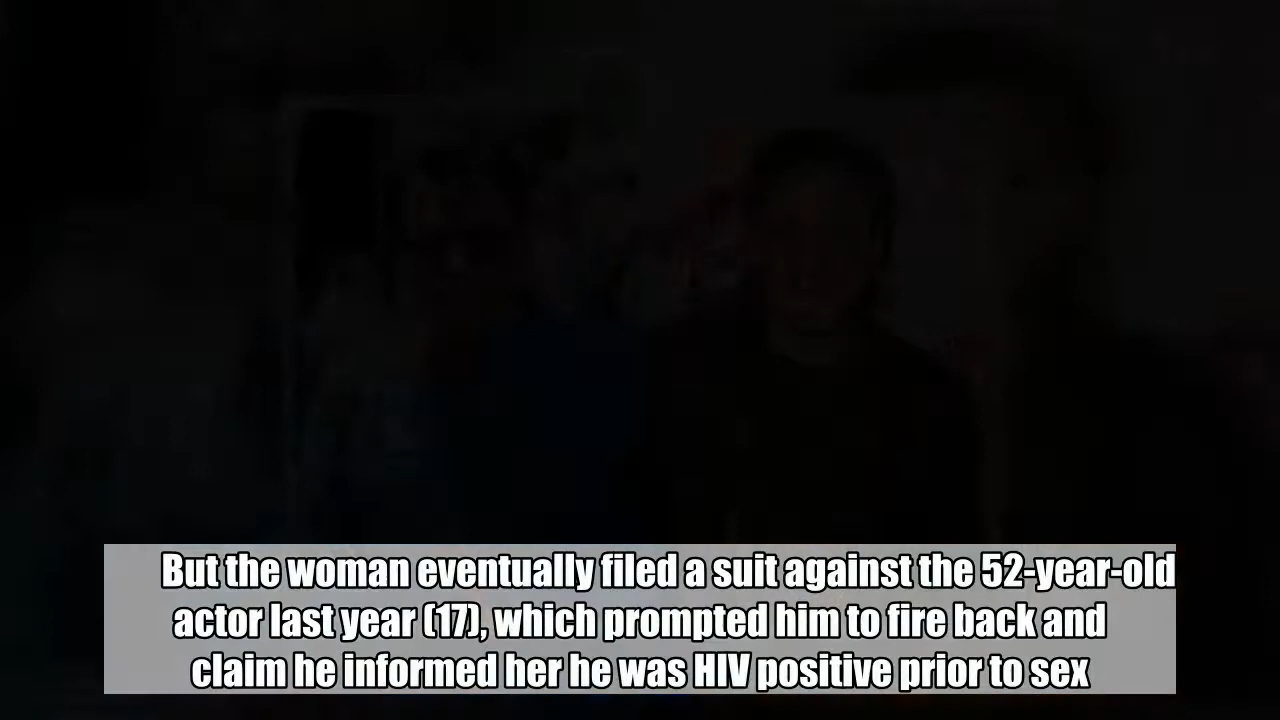 But the woman eventually filed a suit against the 52-year-old
actor last year (17), which prompted him to fire back and
claim he informed her he was HIV positive prior to sex